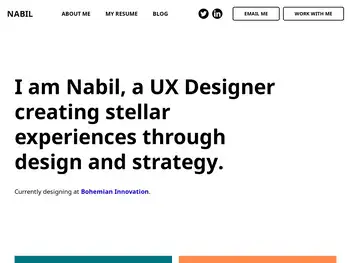 NABIL ABOUT ME MY RESUME BLOG EMAIL ME WORK WITH ME
I am Nabil, a UX Designer
creating stellar
experiences through
design and strategy.
Currently designing at Bohemian Innovation.